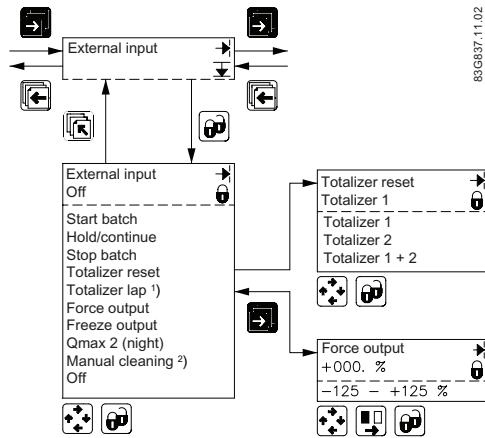 83G837.11.02
External input
External input
Off
Start batch
Hold/continue
Stop batch
Totalizer reset
Totalizer lap ¹)
Force output
Freeze output
Qmax 2 (night)
Manual cleaning ²)
Off
Totalizer reset
Totalizer 1
Totalizer 1
Totalizer 2
Totalizer 1 + 2
Force output
+000. %
−125 − +125 %